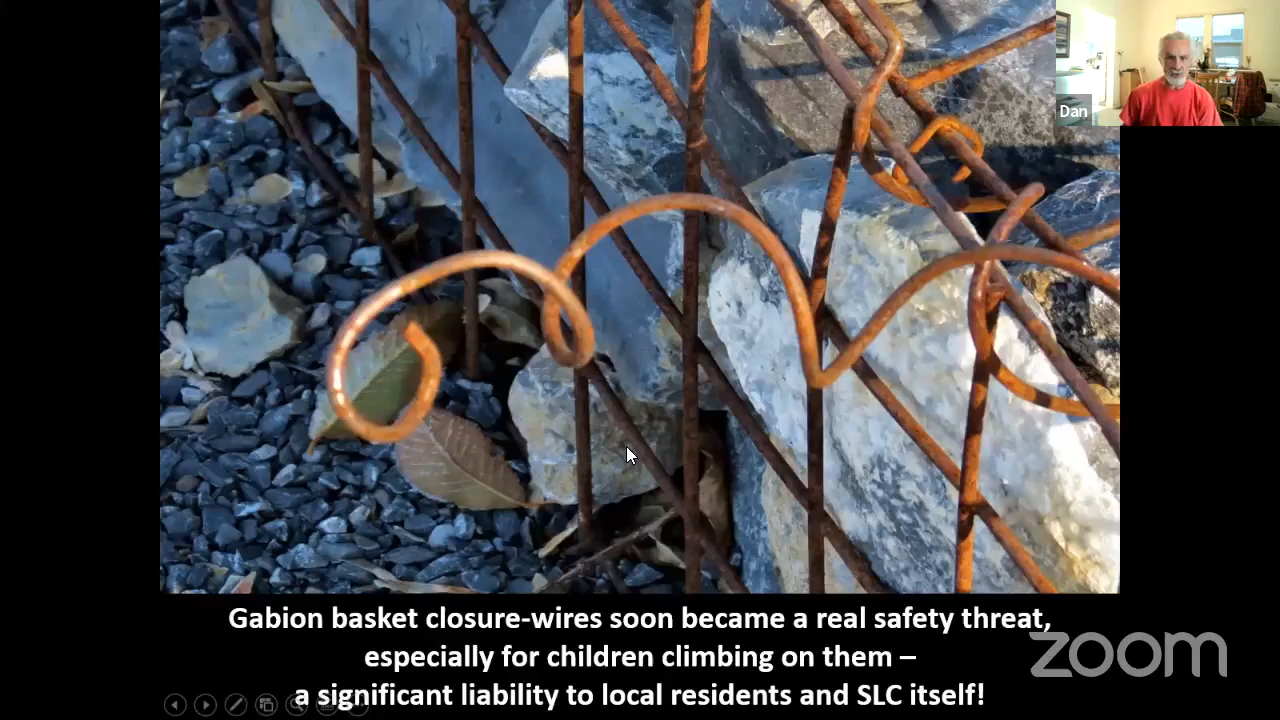 Dan
Gabion basket closure-wires soon became a real safety threat,
especially for children climbing on them –
a significant liability to local residents and SLC itself!
zoom